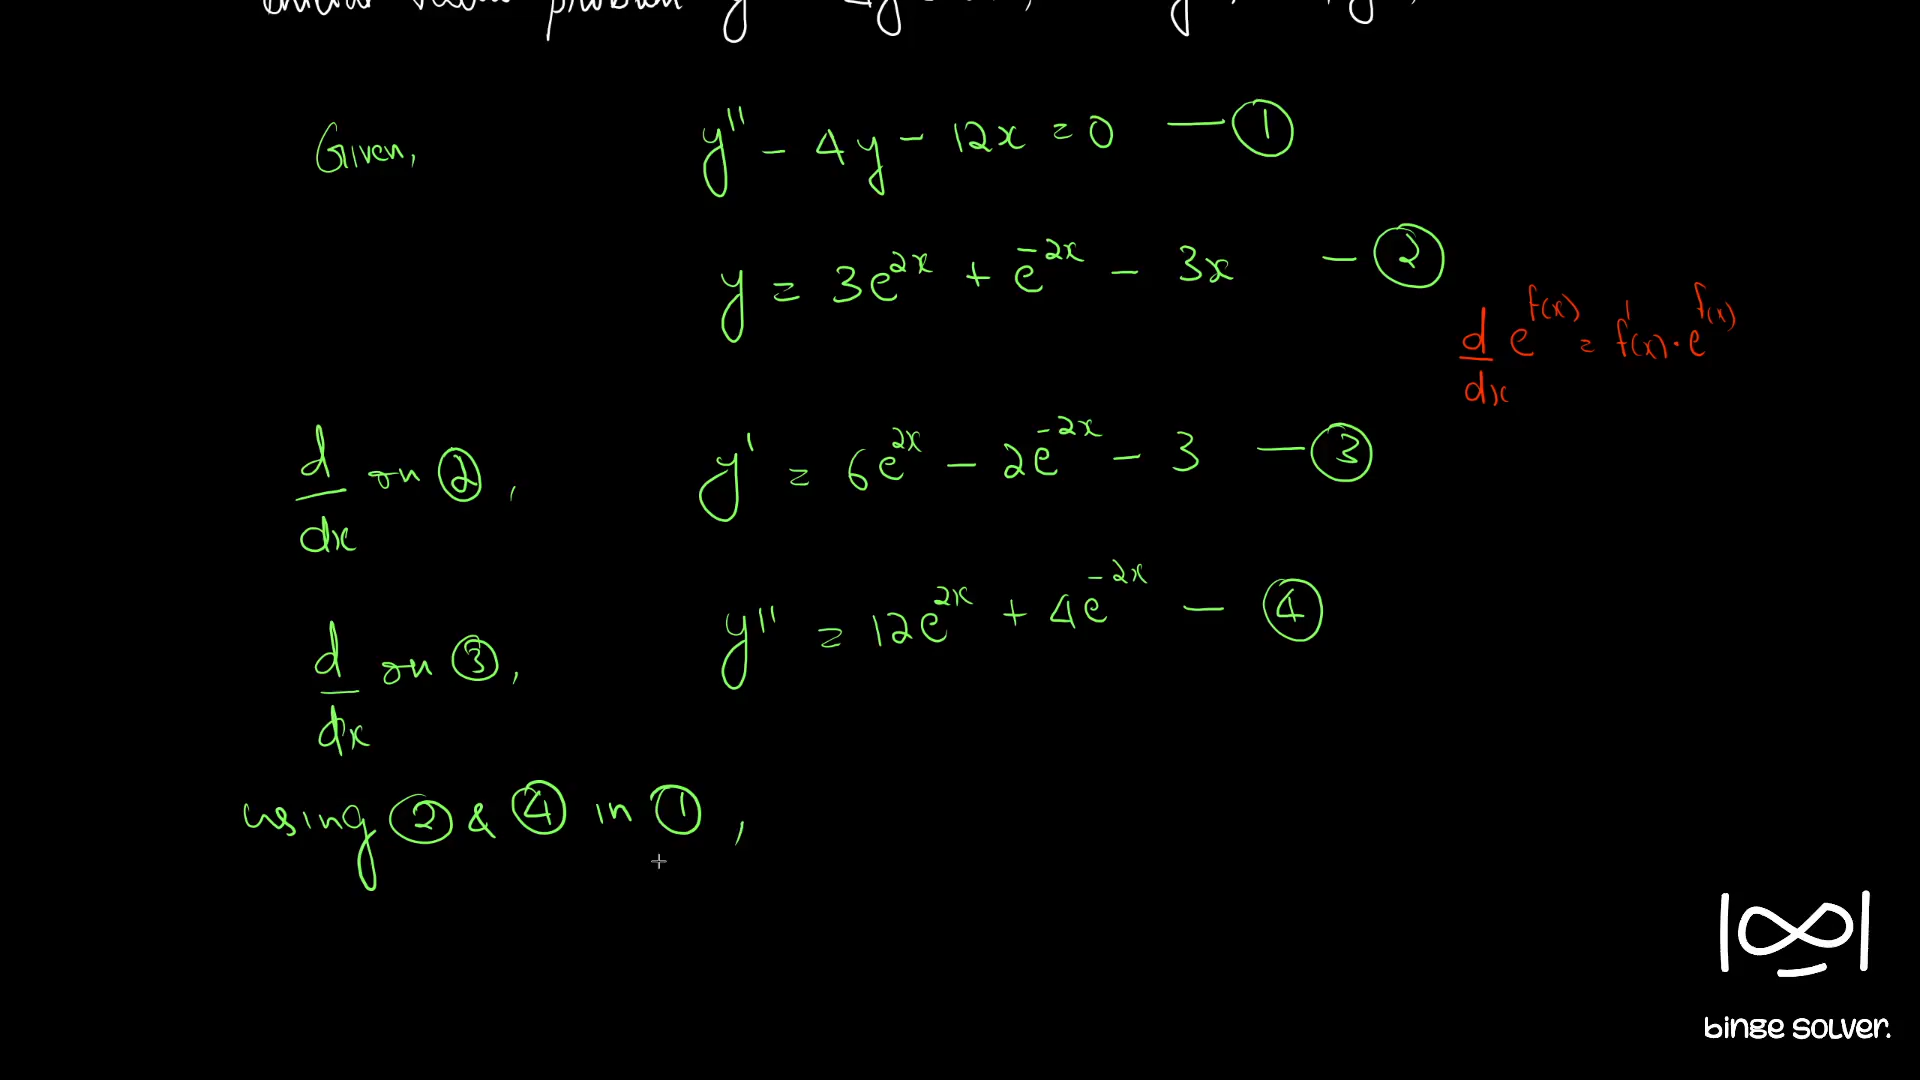 problem y
Given, y'' - 4y - 12x = 0 — ①
y = 3e^{2x} + e^{-2x} - 3x — ②
d/dx e^{f(x)} = f'(x) · e^{f(x)}
d/dx on ②, y' = 6e^{2x} - 2e^{-2x} - 3 — ③
d/dx on ③, y'' = 12e^{2x} + 4e^{-2x} — ④
using ② & ④ in ①,
binge solver.